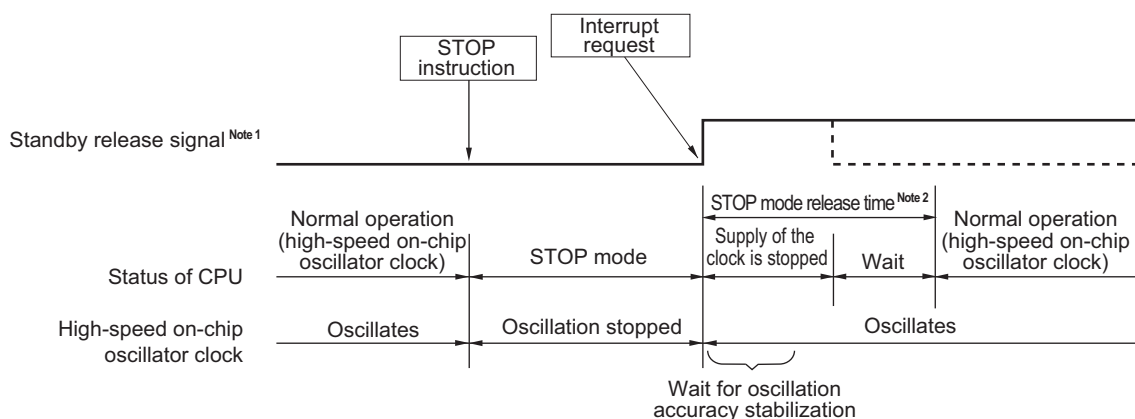 STOP
instruction
Interrupt
request
Standby release signal Note 1
STOP mode release time Note 2
Normal operation
(high-speed on-chip
oscillator clock)
STOP mode
Supply of the
clock is stopped
Wait
Normal operation
(high-speed on-chip
oscillator clock)
Status of CPU
High-speed on-chip
oscillator clock
Oscillates
Oscillation stopped
Oscillates
Wait for oscillation
accuracy stabilization